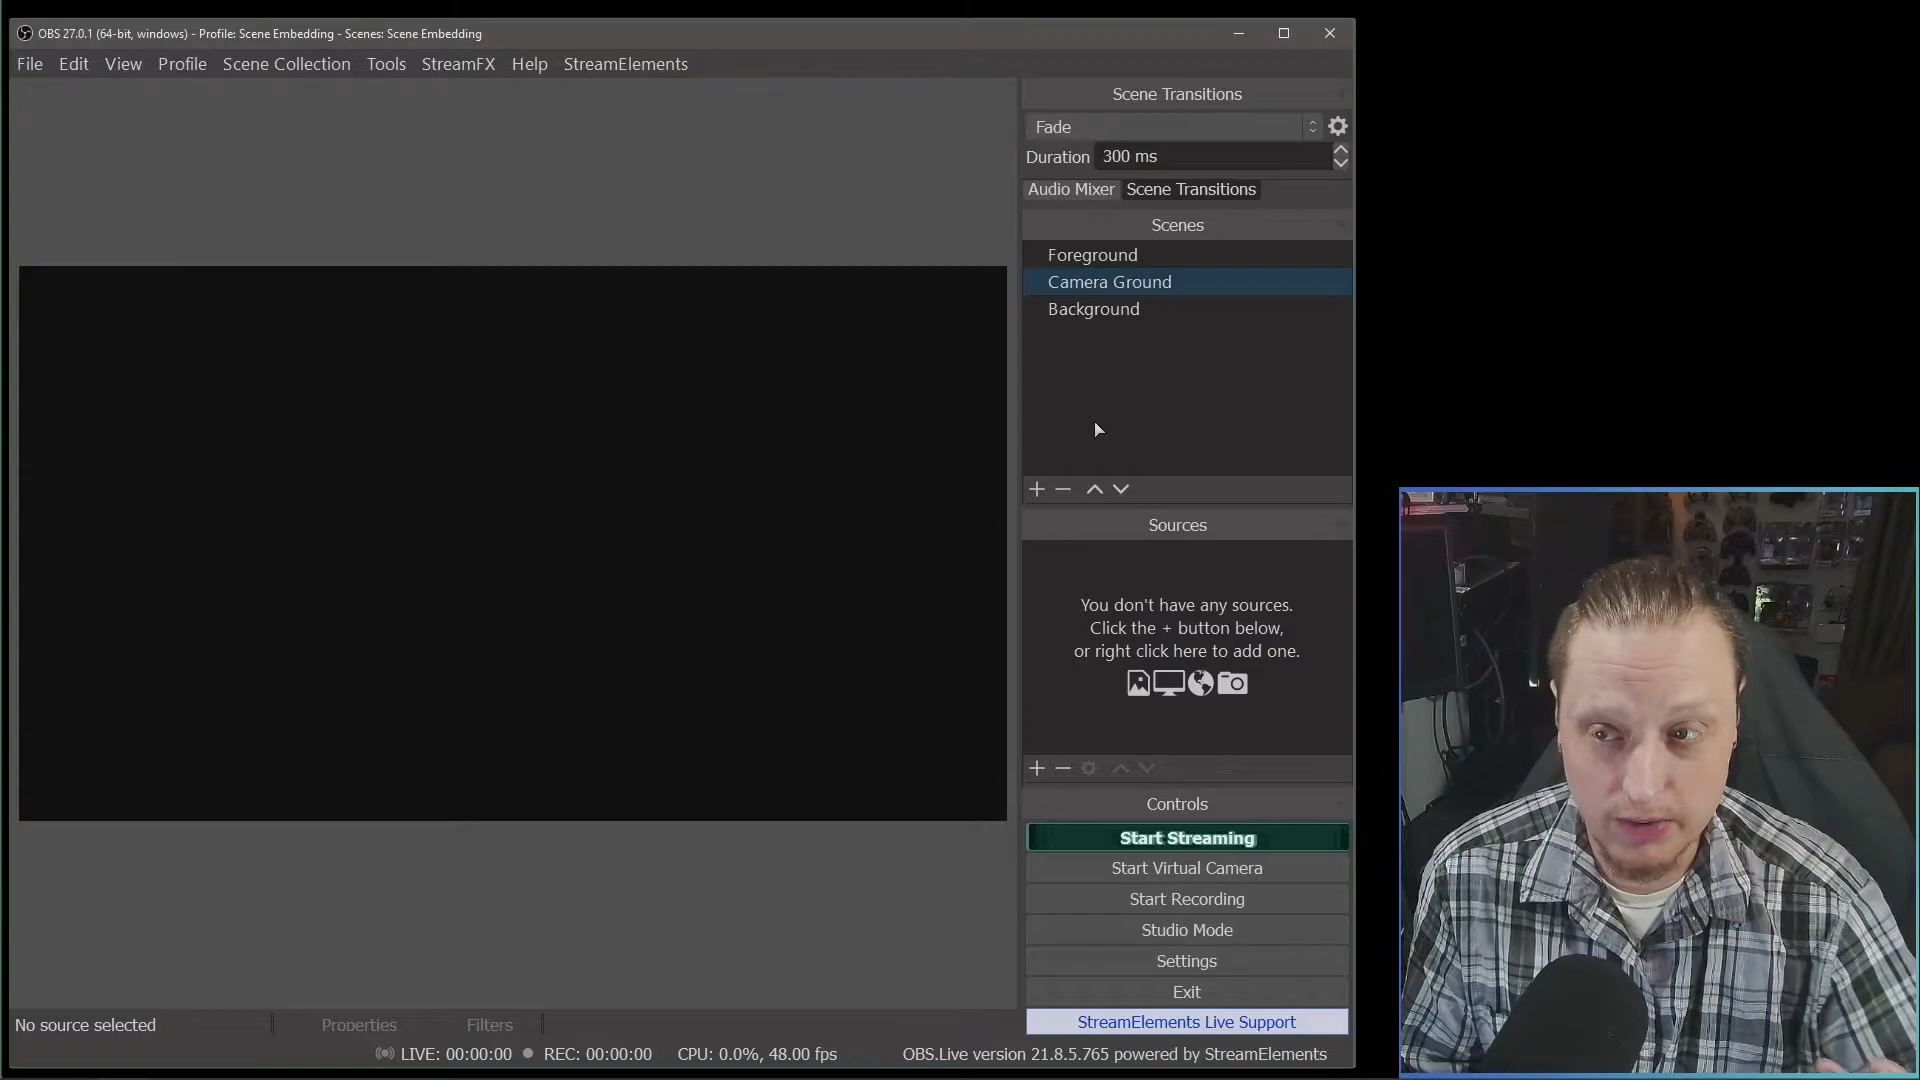 OBS 27.0.1 (64-bit, windows) - Profile: Scene Embedding - Scenes: Scene Embedding
File Edit View Profile Scene Collection Tools StreamFX Help StreamElements
Scene Transitions
Fade
Duration 300 ms
Audio Mixer Scene Transitions
Scenes
Foreground
Camera Ground
Background
Sources
You don't have any sources.
Click the + button below,
or right click here to add one.
Controls
Start Streaming
Start Virtual Camera
Start Recording
Studio Mode
Settings
Exit
StreamElements Live Support
No source selected Properties Filters
LIVE: 00:00:00 REC: 00:00:00 CPU: 0.0%, 48.00 fps OBS.Live version 21.8.5.765 powered by StreamElements